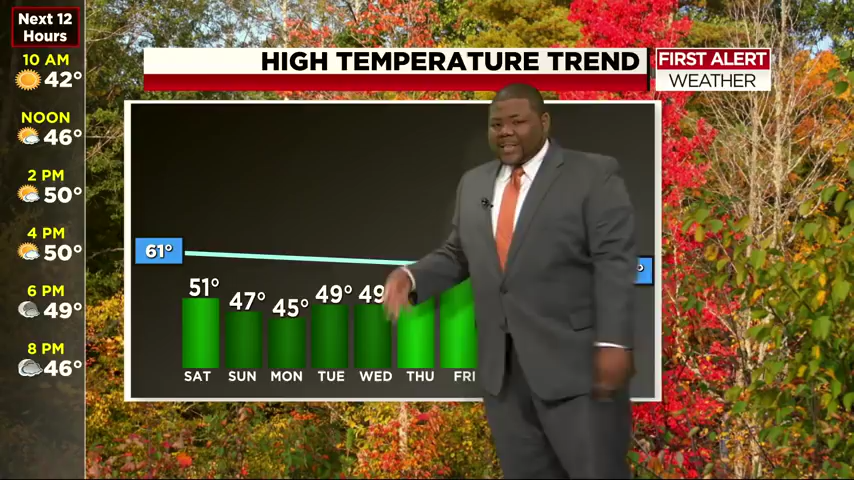 Next 12
Hours
10 AM
42°
NOON
46°
2 PM
50°
4 PM
50°
6 PM
49°
8 PM
46°
HIGH TEMPERATURE TREND
FIRST ALERT
WEATHER
61°
51°
47°
45°
49°
49
°
SAT
SUN
MON
TUE
WED
THU
FRI